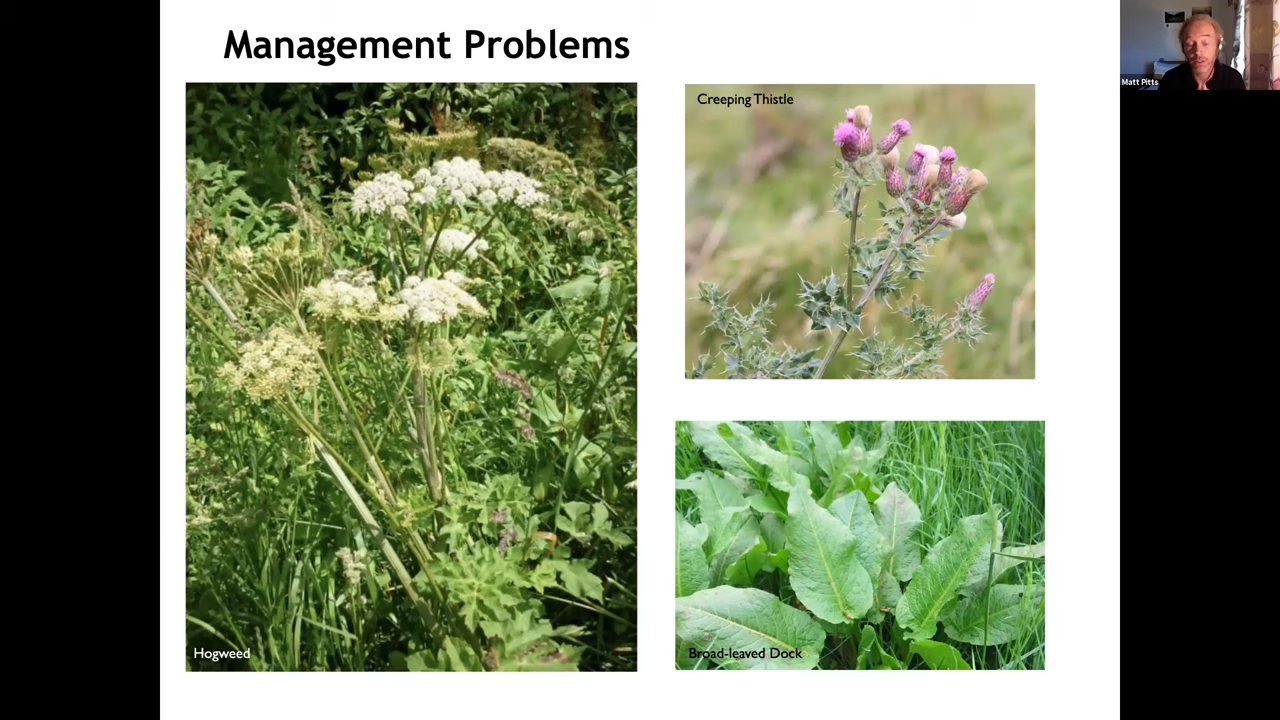 Management Problems
Creeping Thistle
Matt Pitts
Hogweed
Broad-leaved Dock